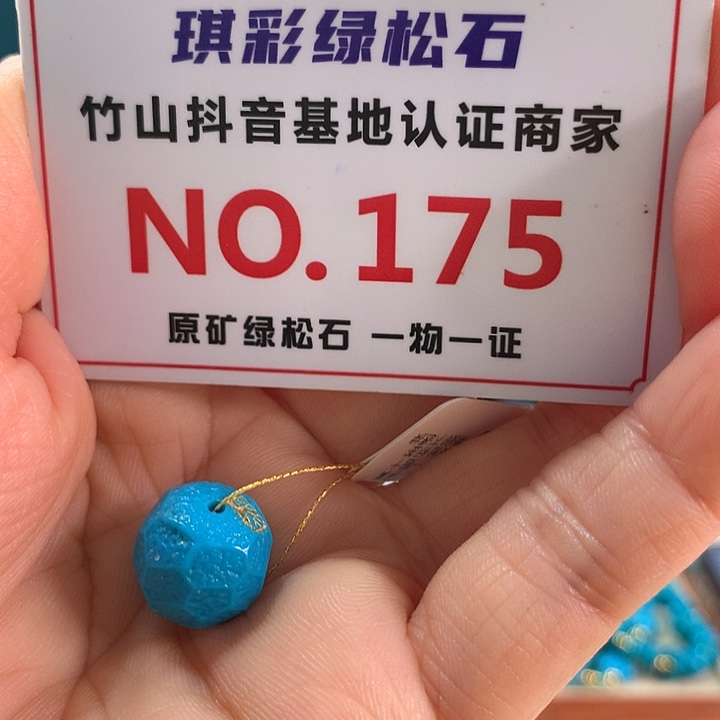 琪彩绿松石
竹山抖音基地认证商家
NO.175
原矿绿松石 一物一证